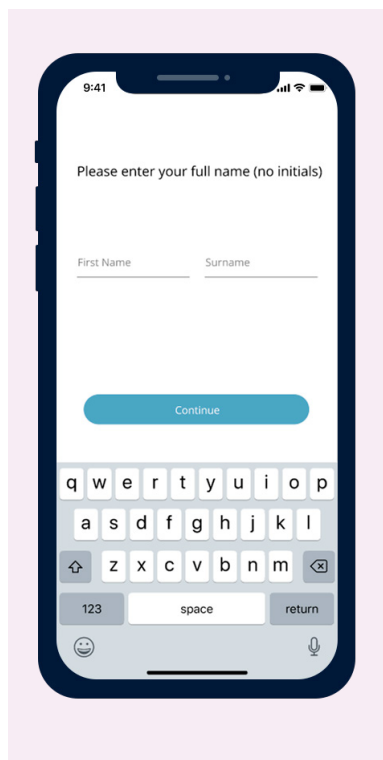 9:41
Please enter your full name (no initials)
First Name Surname
Continue
q w e r t y u i o p
a s d f g h j k l
z x c v b n m
123 space return